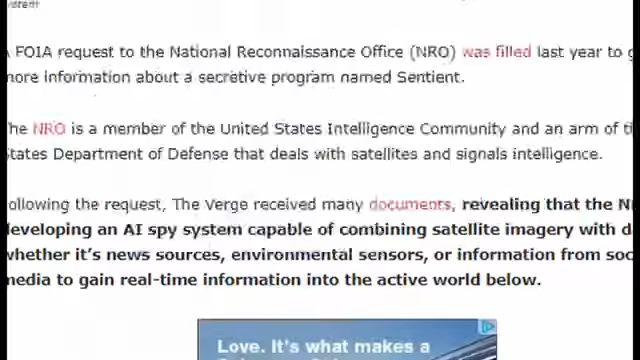 A FOIA request to the National Reconnaissance Office (NRO) was filled last year to
more information about a secretive program named Sentient.
The NRO is a member of the United States Intelligence Community and an arm of
States Department of Defense that deals with satellites and signals intelligence.
ollowing the request, The Verge received many documents, revealing that the
developing an AI spy system capable of combining satellite imagery with
whether it's news sources, environmental sensors, or information from
media to gain real-time information into the active world below.
Love. It's what makes a